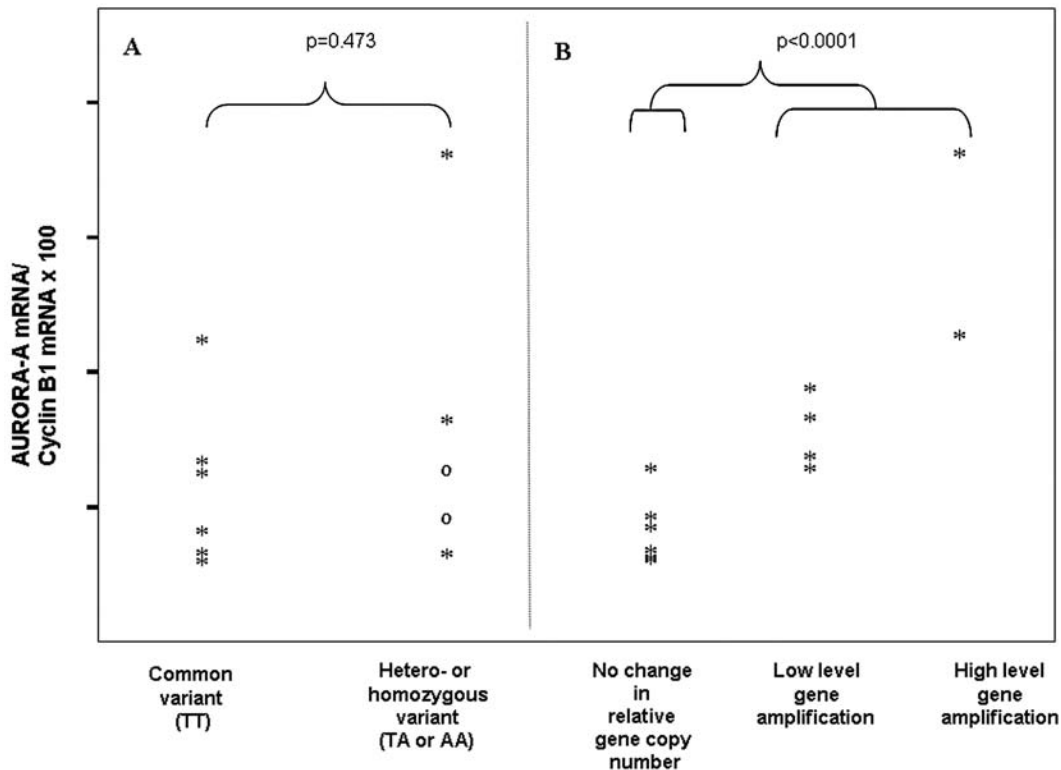 A
p=0.473
B
p<0.0001
AURORA-A mRNA/
Cyclin B1 mRNA x 100
Common
variant
(TT)
Hetero- or
homozygous
variant
(TA or AA)
No change
in
relative
gene copy
number
Low level
gene
amplification
High level
gene
amplification